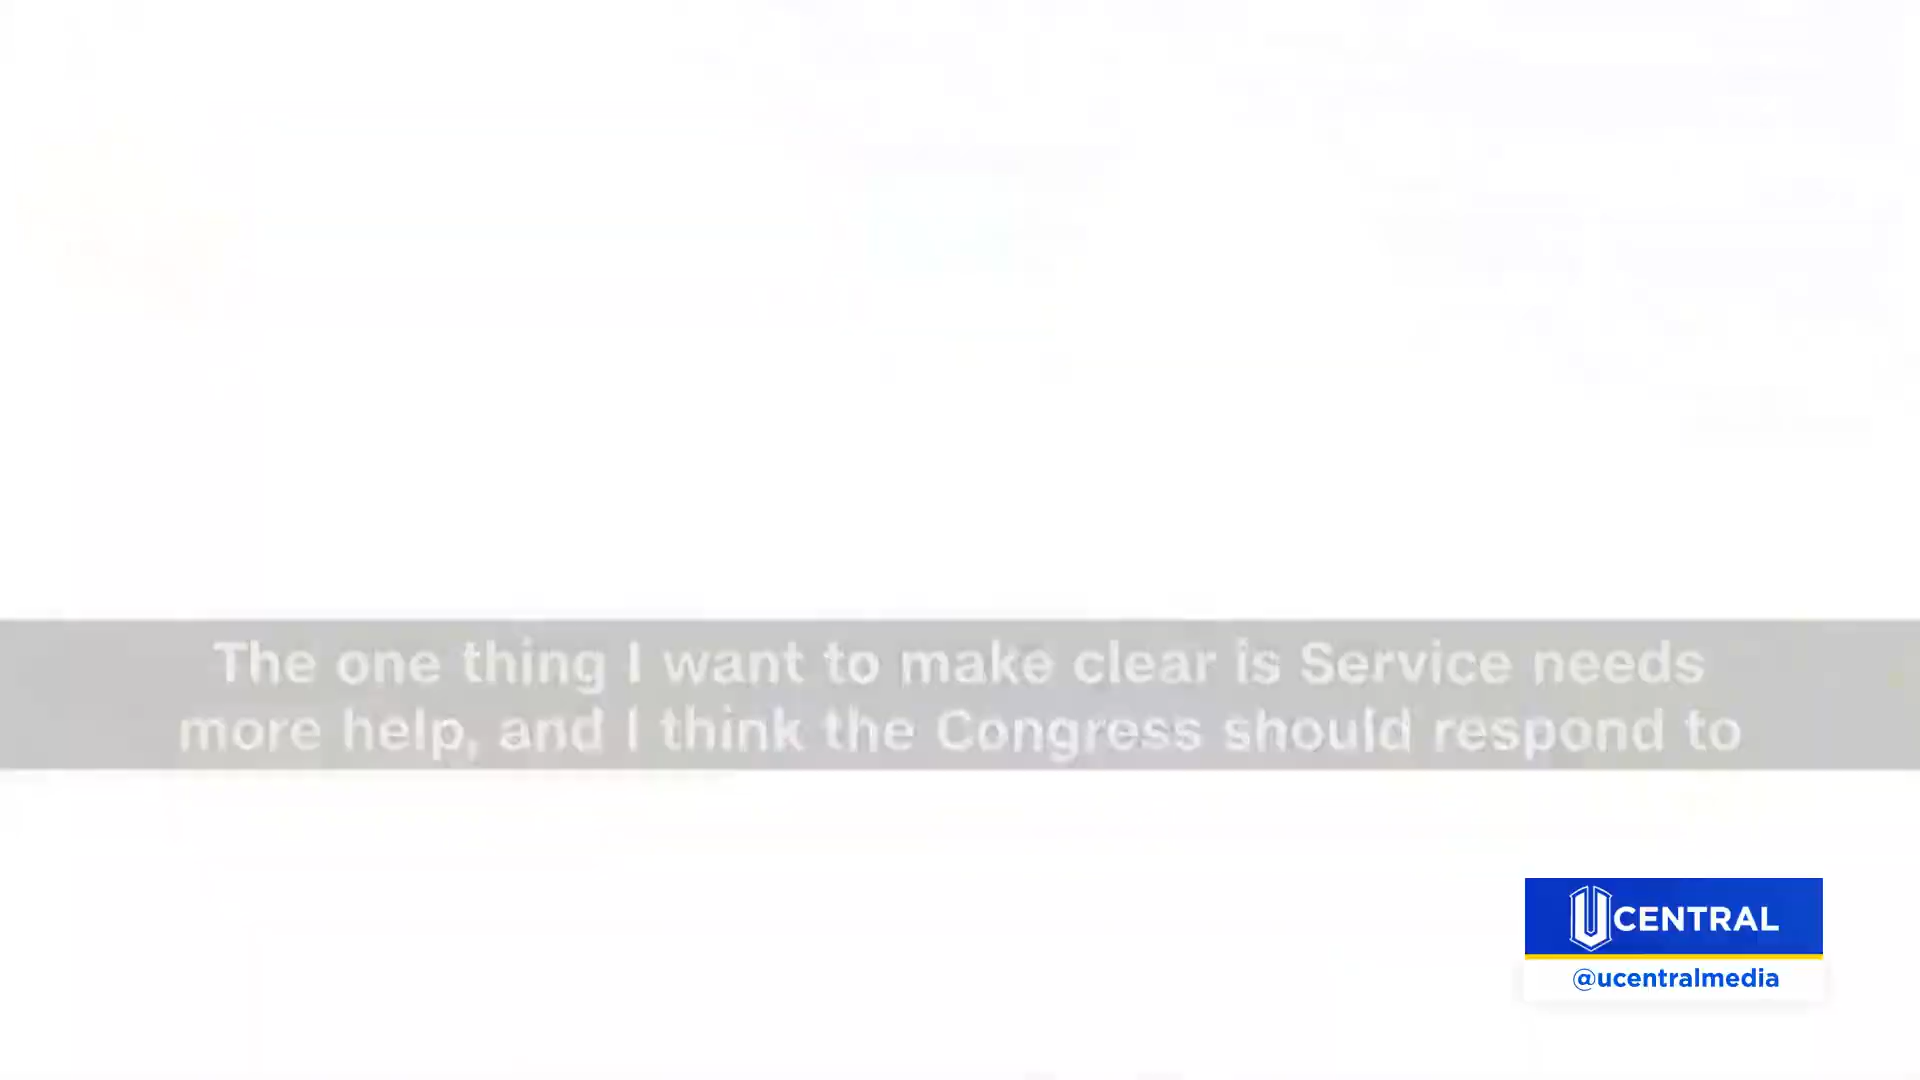 The one thing I want to make clear is Service needs
more help, and I think the Congress should respond to
UCENTRAL
@ucentralmedia